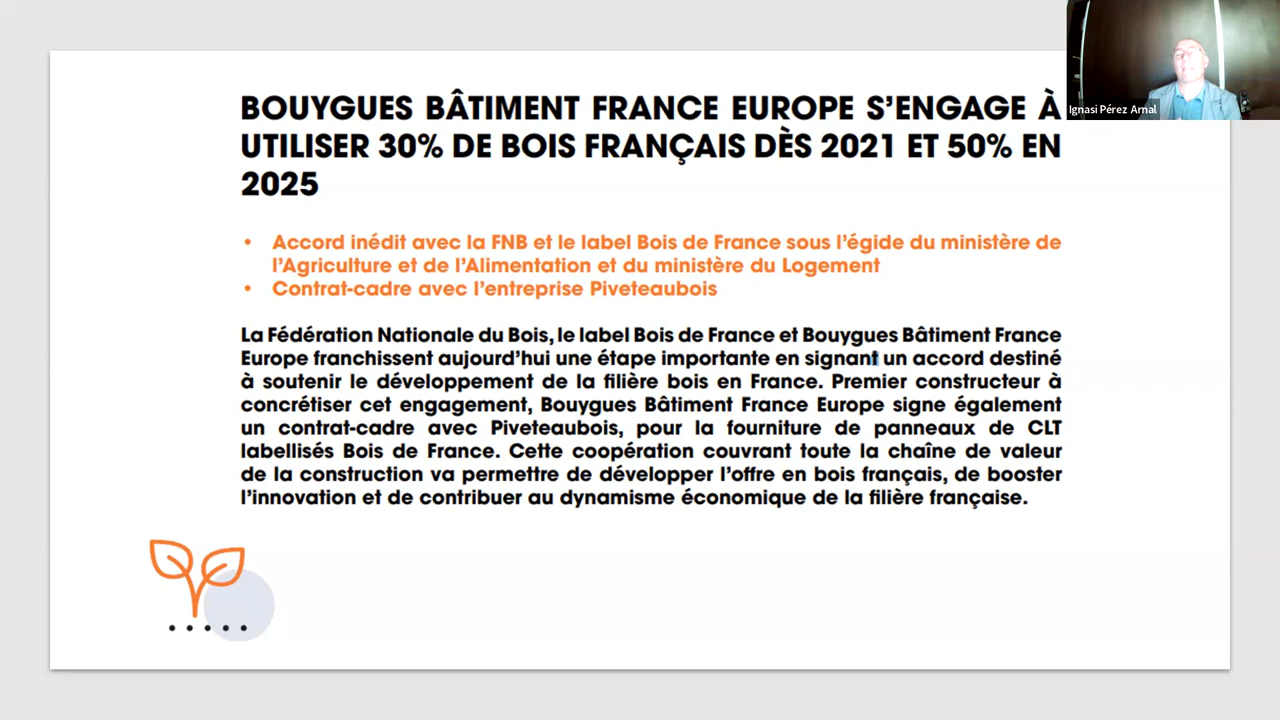 BOUYGUES BÂTIMENT FRANCE EUROPE S’ENGAGE À
UTILISER 30% DE BOIS FRANÇAIS DÈS 2021 ET 50% EN
2025
• Accord inédit avec la FNB et le label Bois de France sous l’égide du ministère de
l’Agriculture et de l’Alimentation et du ministère du Logement
• Contrat-cadre avec l’entreprise Piveteaubois
La Fédération Nationale du Bois, le label Bois de France et Bouygues Bâtiment France
Europe franchissent aujourd’hui une étape importante en signant un accord destiné
à soutenir le développement de la filière bois en France. Premier constructeur à
concrétiser cet engagement, Bouygues Bâtiment France Europe signe également
un contrat-cadre avec Piveteaubois, pour la fourniture de panneaux de CLT
labellisés Bois de France. Cette coopération couvrant toute la chaîne de valeur
de la construction va permettre de développer l’offre en bois français, de booster
l’innovation et de contribuer au dynamisme économique de la filière française.
Ignasi Pérez Arnal